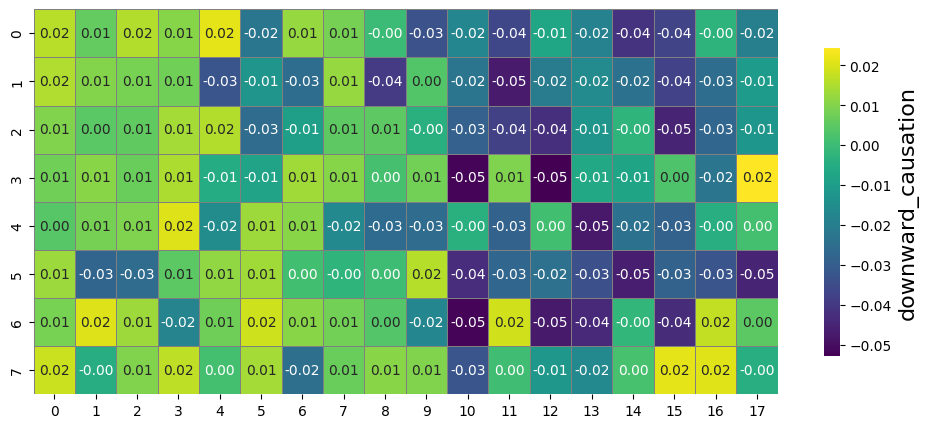 0 0.02 0.01 0.02 0.01 0.02 -0.02 0.01 0.01 -0.00 -0.03 -0.02 -0.04 -0.01 -0.02 -0.04 -0.04 -0.00 -0.02
1 0.02 0.01 0.01 0.01 -0.03 -0.01 -0.03 0.01 -0.04 0.00 -0.02 -0.05 -0.02 -0.02 -0.02 -0.04 -0.03 -0.01
2 0.01 0.00 0.01 0.01 0.02 -0.03 -0.01 0.01 0.01 -0.00 -0.03 -0.04 -0.04 -0.01 -0.00 -0.05 -0.03 -0.01
3 0.01 0.01 0.01 0.01 -0.01 -0.01 0.01 0.01 0.00 0.01 -0.05 0.01 -0.05 -0.01 -0.01 0.00 -0.02 0.02
4 0.00 0.01 0.01 0.02 -0.02 0.01 0.01 -0.02 -0.03 -0.03 -0.00 -0.03 0.00 -0.05 -0.02 -0.03 -0.00 0.00
5 0.01 -0.03 -0.03 0.01 0.01 0.01 0.00 -0.00 0.00 0.02 -0.04 -0.03 -0.02 -0.03 -0.05 -0.03 -0.03 -0.05
6 0.01 0.02 0.01 -0.02 0.01 0.02 0.01 0.01 0.00 -0.02 -0.05 0.02 -0.05 -0.04 -0.00 -0.04 0.02 0.00
7 0.02 -0.00 0.01 0.02 0.00 0.01 -0.02 0.01 0.01 0.01 -0.03 0.00 -0.01 -0.02 0.00 0.02 0.02 -0.00
0 1 2 3 4 5 6 7 8 9 10 11 12 13 14 15 16 17
0.02
0.01
0.00
−0.01
−0.02
−0.03
−0.04
−0.05
downward_causation